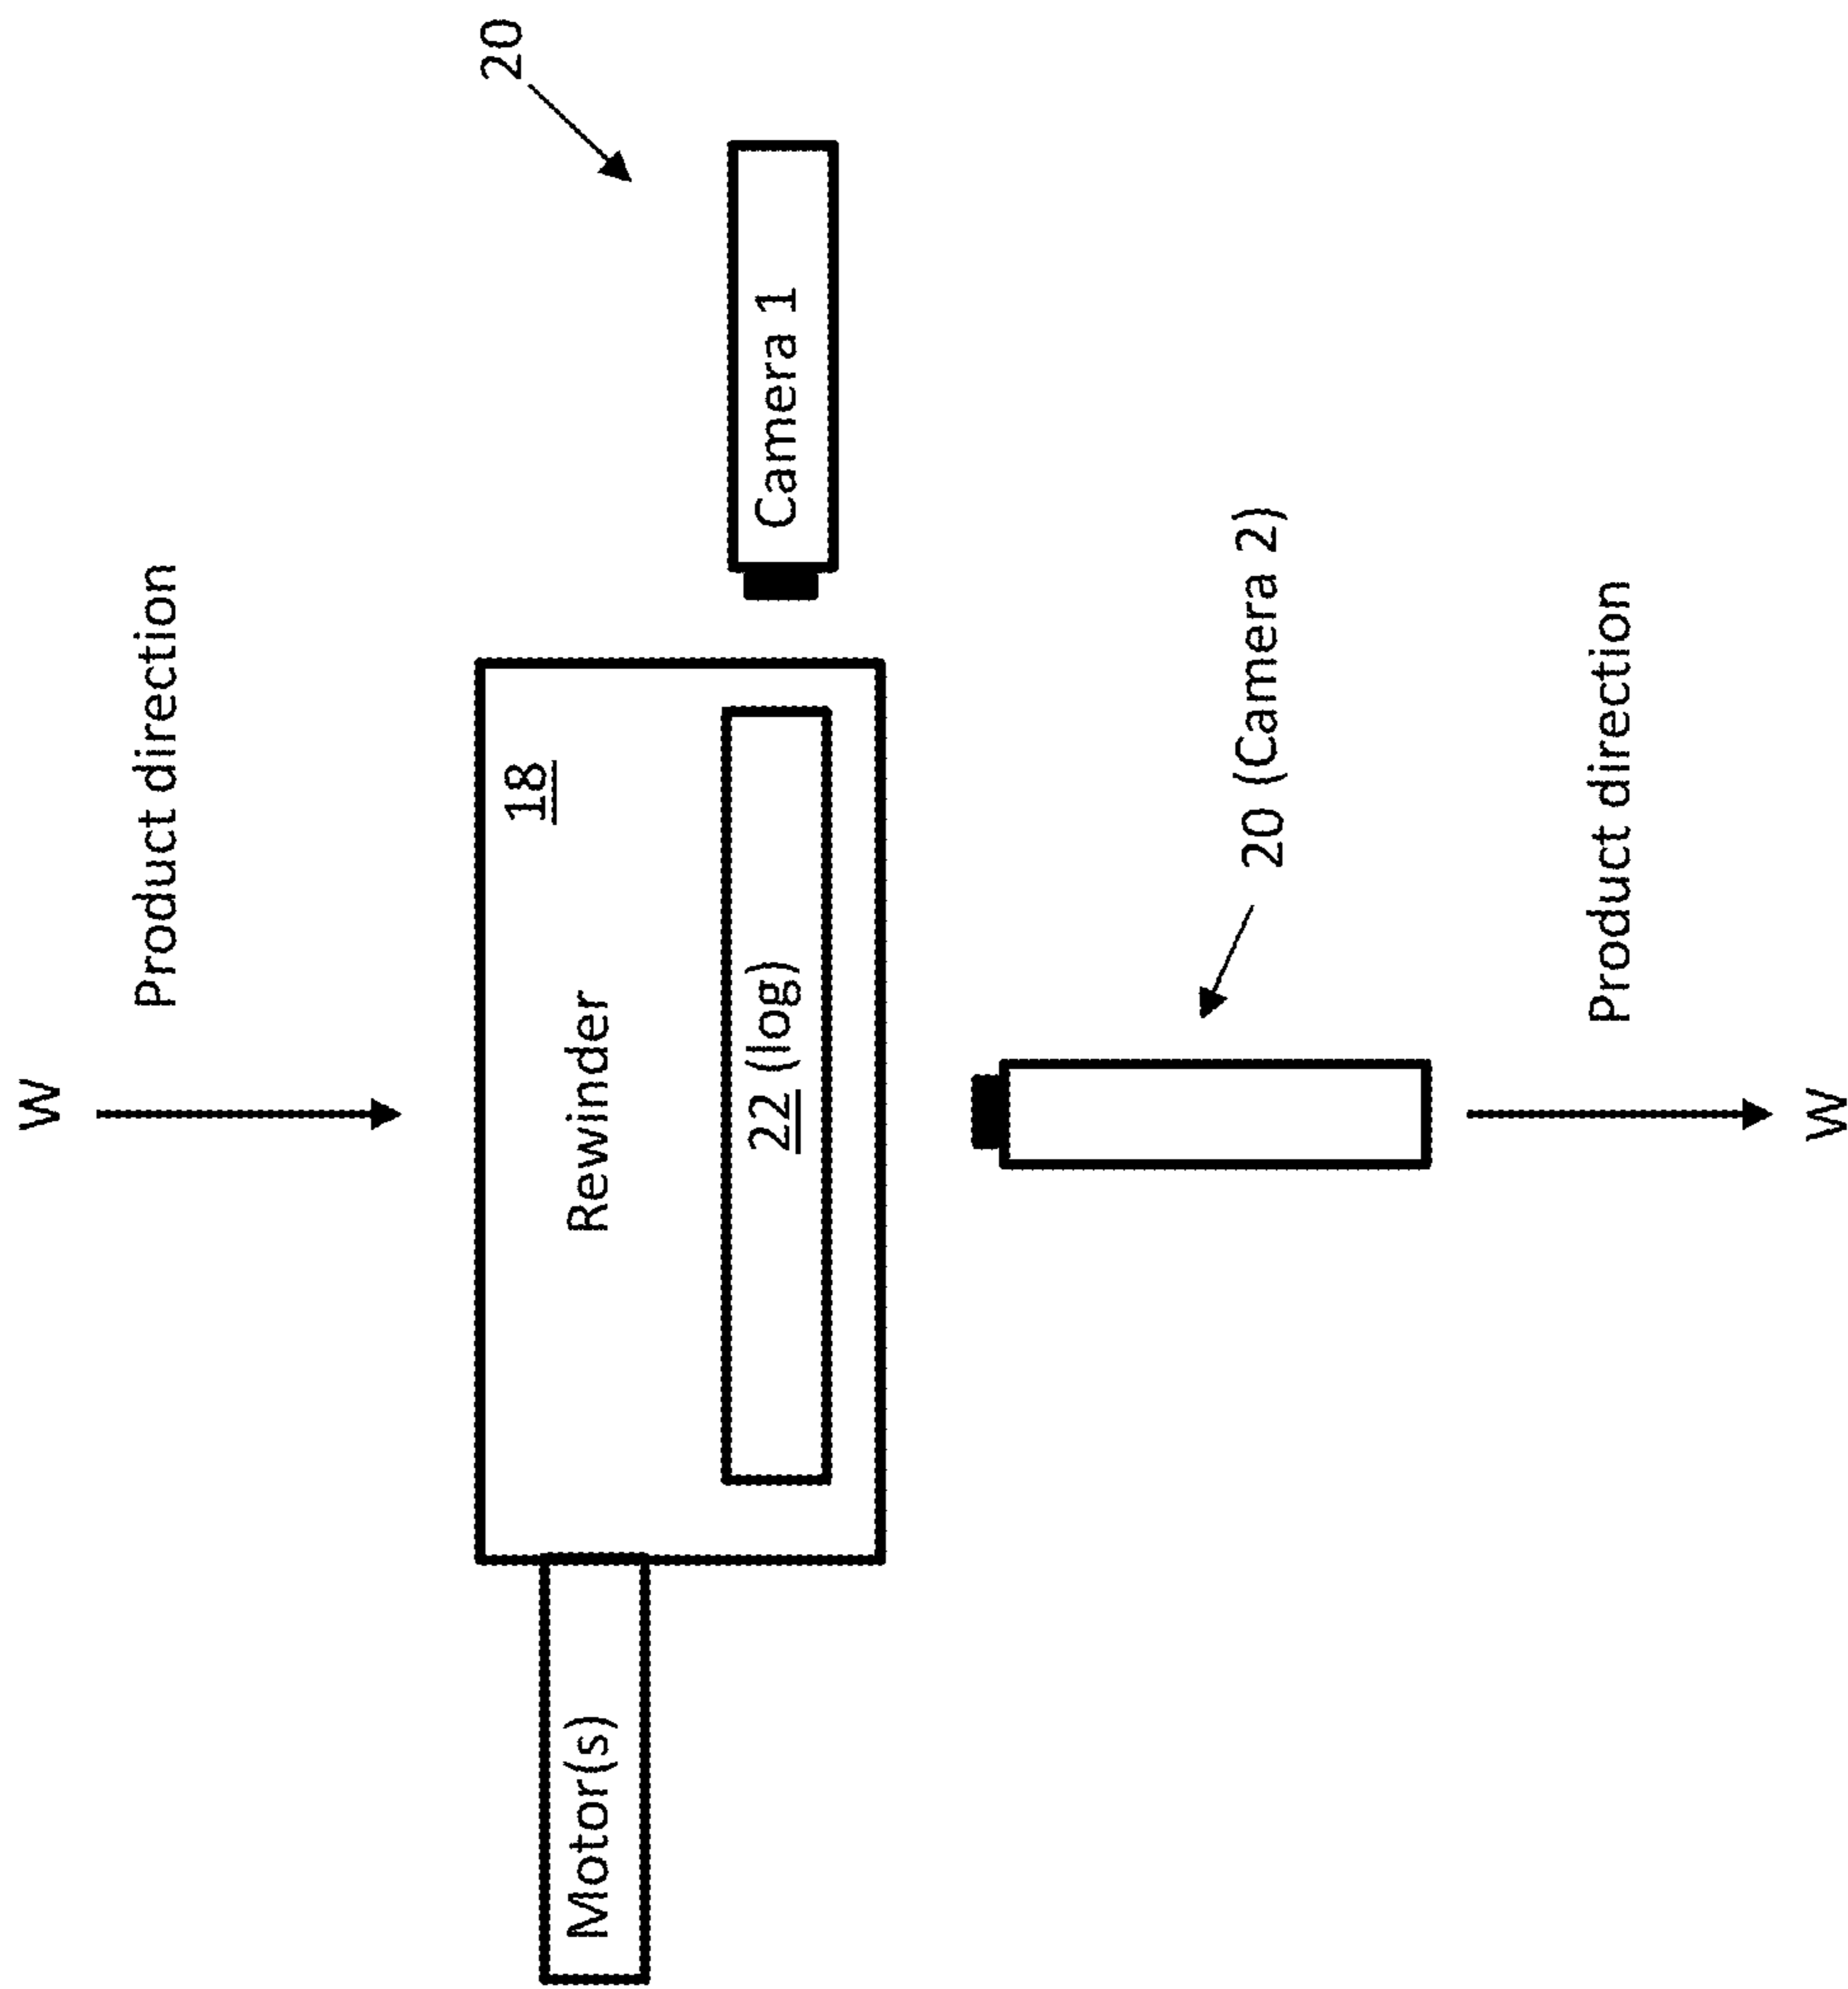 W
Product direction
20
18
Motor(s)
Rewinder
22 (log)
Camera 1
20 (Camera 2)
Product direction
W